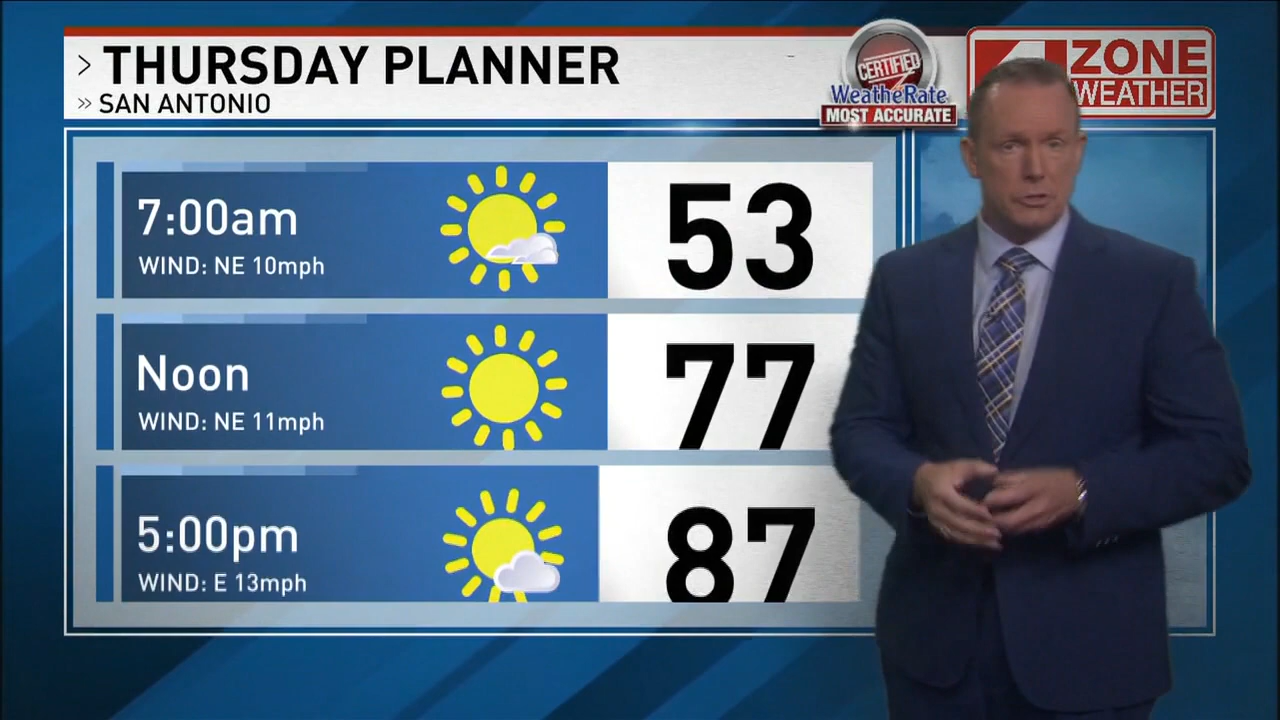 > THURSDAY PLANNER
» SAN ANTONIO
CERTIFIED
WeatheRate
MOST ACCURATE
4 ZONE
WEATHER
7:00am
WIND: NE 10mph
53
Noon
WIND: NE 11mph
77
5:00pm
WIND: E 13mph
87